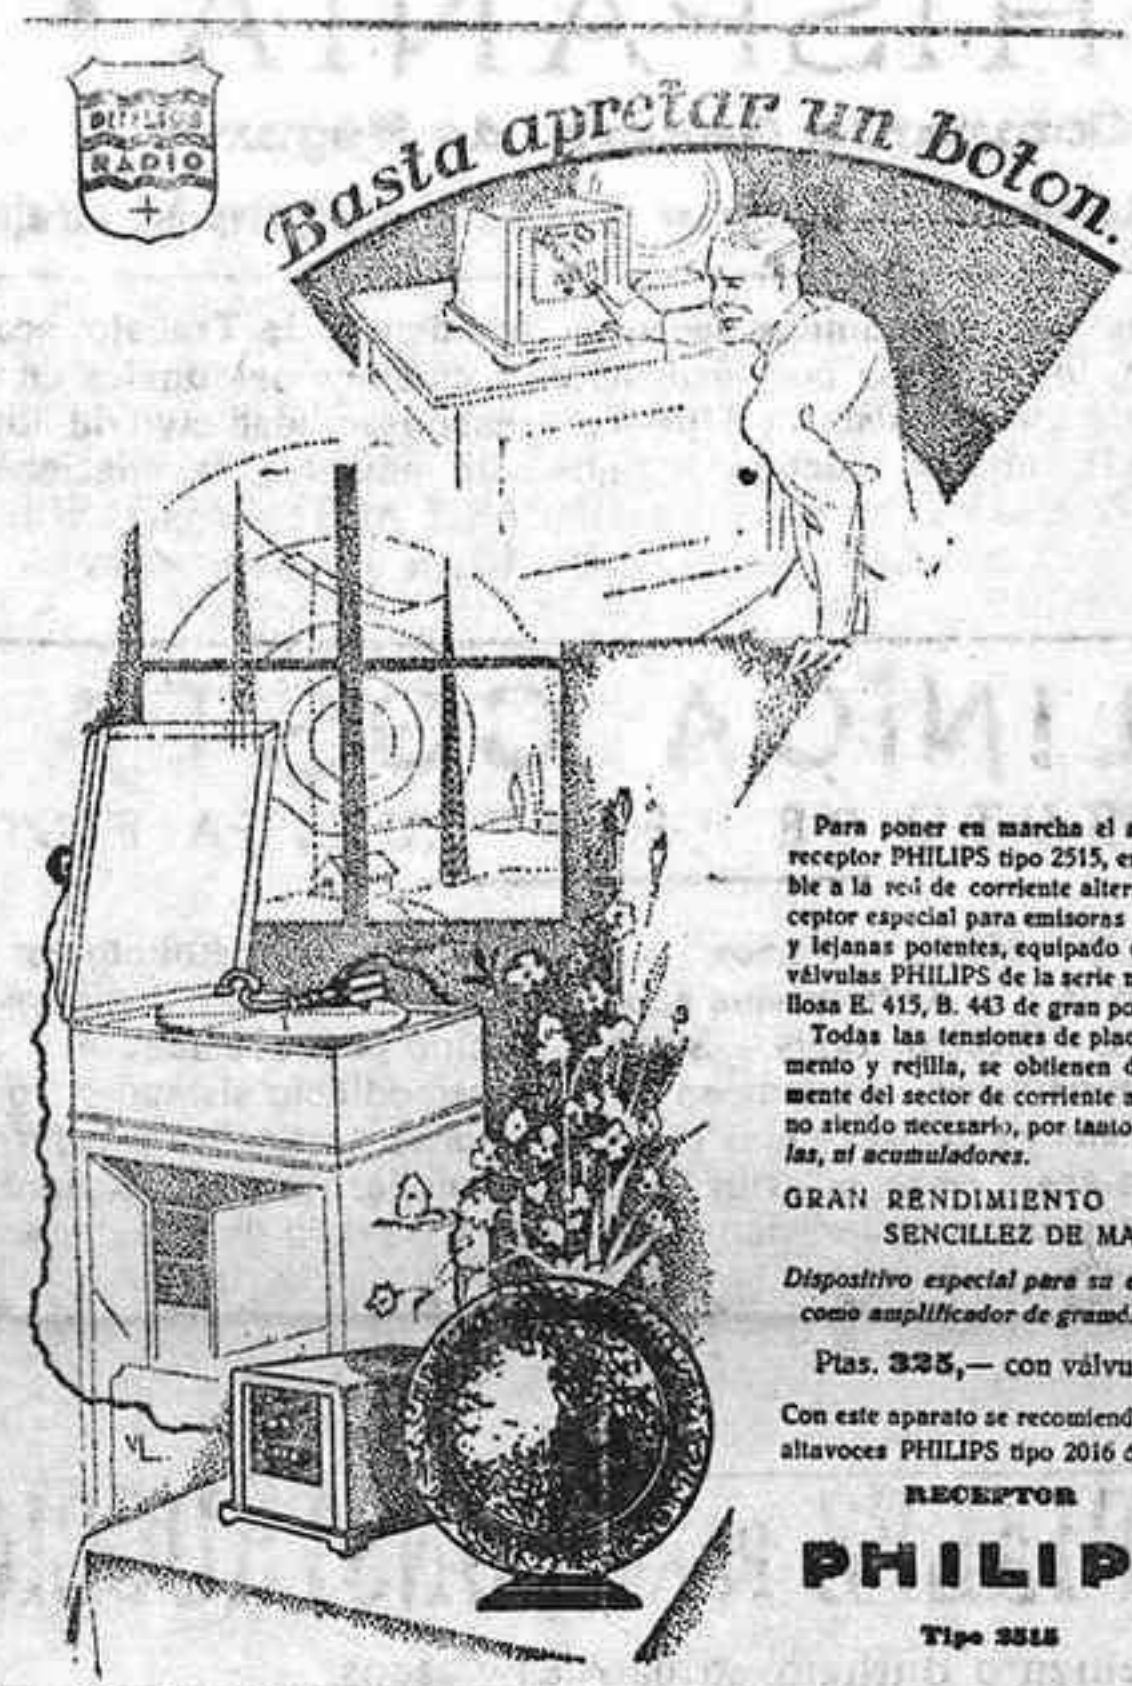 PHILIPS
RADIO
Basta apretar un boton.
Para poner en marcha el a
receptor PHILIPS tipo 2515, en
ble a la red de corriente alter
ceptor especial para emisoras
y lejanas potentes, equipado
válvulas PHILIPS de la serie
llosa E. 415, B. 443 de gran po
Todas las tensiones de plac
mento y rejilla, se obtienen d
mente del sector de corriente a
no siendo necesario, por tanto
las, ni acumuladores.
GRAN RENDIMIENTO
SENCILLEZ DE MA
Dispositivo especial para su e
como amplificador de gramó
Ptas. 325,— con válvu
Con este aparato se recomiend
altavoces PHILIPS tipo 2016 ó
RECEPTOR
PHILIP
Tipo 2515
VL.